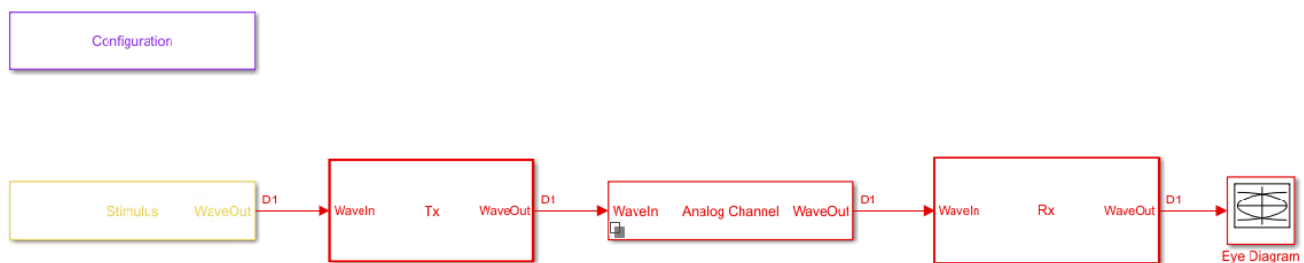 Configuration
Stimulus WaveOut D1 WaveIn Tx WaveOut D1 WaveIn Analog Channel WaveOut D1 WaveIn Rx WaveOut D1
Eye Diagram